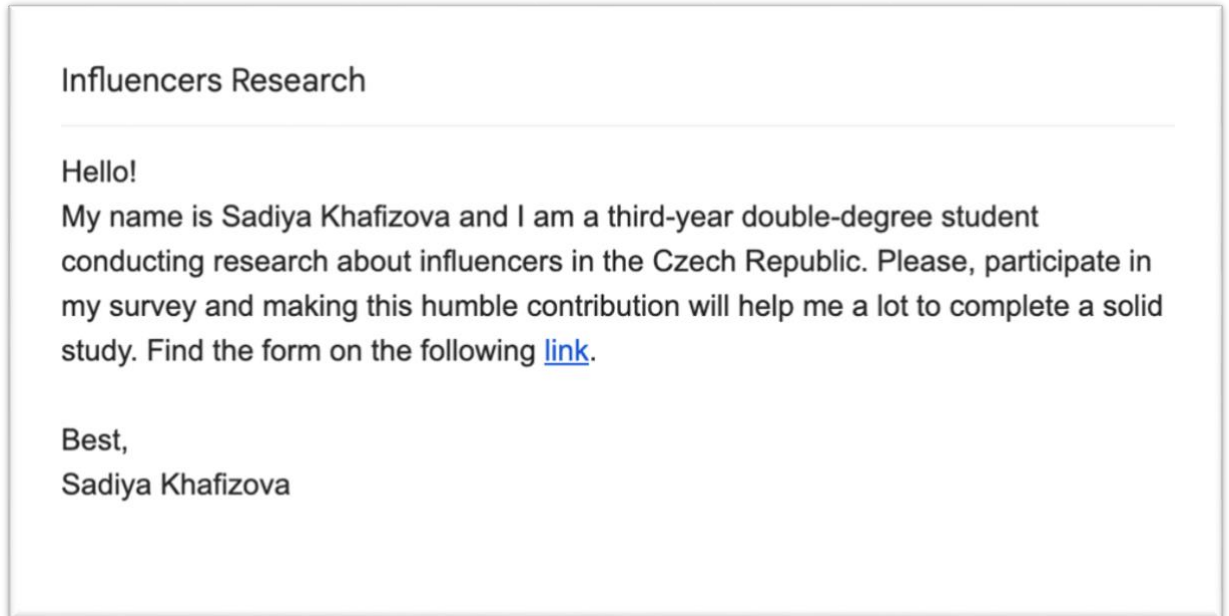 Influencers Research
Hello!
My name is Sadiya Khafizova and I am a third-year double-degree student
conducting research about influencers in the Czech Republic. Please, participate in
my survey and making this humble contribution will help me a lot to complete a solid
study. Find the form on the following link.
Best,
Sadiya Khafizova